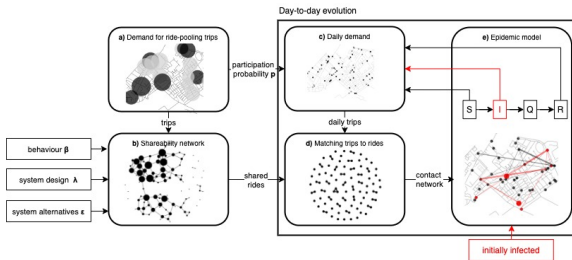 Day-to-day evolution
a) Demand for ride-pooling trips
participation
probability p
c) Daily demand
e) Epidemic model
S
I
Q
R
trips
daily trips
behaviour β
system design λ
system alternatives ε
b) Shareability network
shared
rides
d) Matching trips to rides
contact
network
initially infected